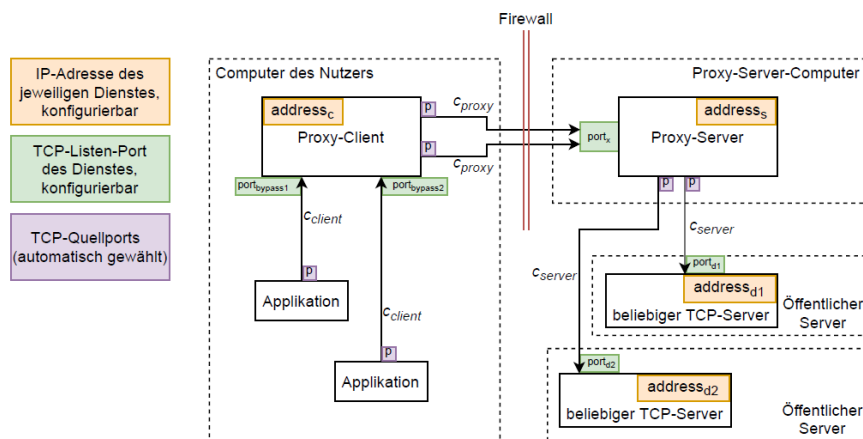 Firewall
IP-Adresse des
jeweiligen Dienstes,
konfigurierbar
TCP-Listen-Port
des Dienstes,
konfigurierbar
TCP-Quellports
(automatisch gewählt)
Computer des Nutzers
address_c
Proxy-Client
p
p
c_proxy
c_proxy
port_bypass1
port_bypass2
c_client
c_client
p
Applikation
p
Applikation
Proxy-Server-Computer
address_s
port_x
Proxy-Server
p
p
c_server
c_server
port_d1
address_d1
beliebiger TCP-Server
Öffentlicher
Server
port_d2
address_d2
beliebiger TCP-Server
Öffentlicher
Server